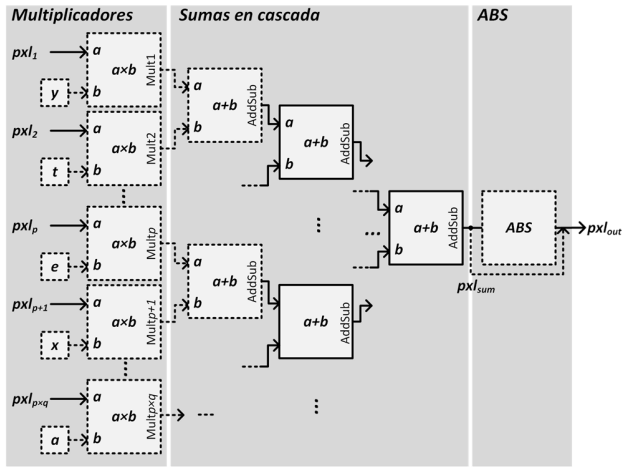 Multiplicadores
Sumas en cascada
ABS
pxl1
a
a×b
b
Mult1
y
pxl2
a
a×b
b
Mult2
t
a
a+b
b
AddSub
a
a+b
b
AddSub
pxlp
a
a×b
b
Multp
e
pxlp+1
a
a×b
b
Multp+1
x
a
a+b
b
AddSub
a+b
AddSub
a
a+b
b
AddSub
ABS
pxlout
pxlsum
pxlp×q
a
a×b
b
Multp×q
a